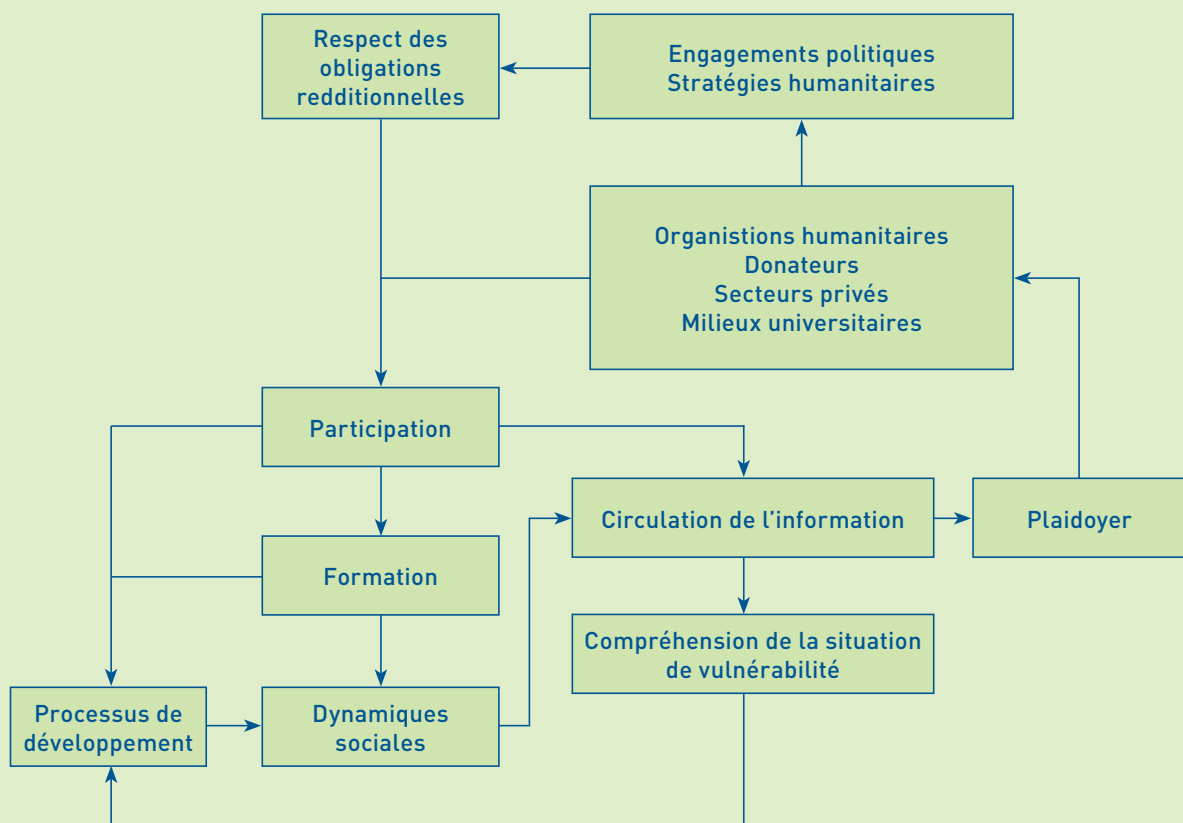 Respect des
obligations
redditionnelles
Engagements politiques
Stratégies humanitaires
Organistions humanitaires
Donateurs
Secteurs privés
Milieux universitaires
Participation
Circulation de l’information
Plaidoyer
Formation
Compréhension de la situation
de vulnérabilité
Processus de
développement
Dynamiques
sociales